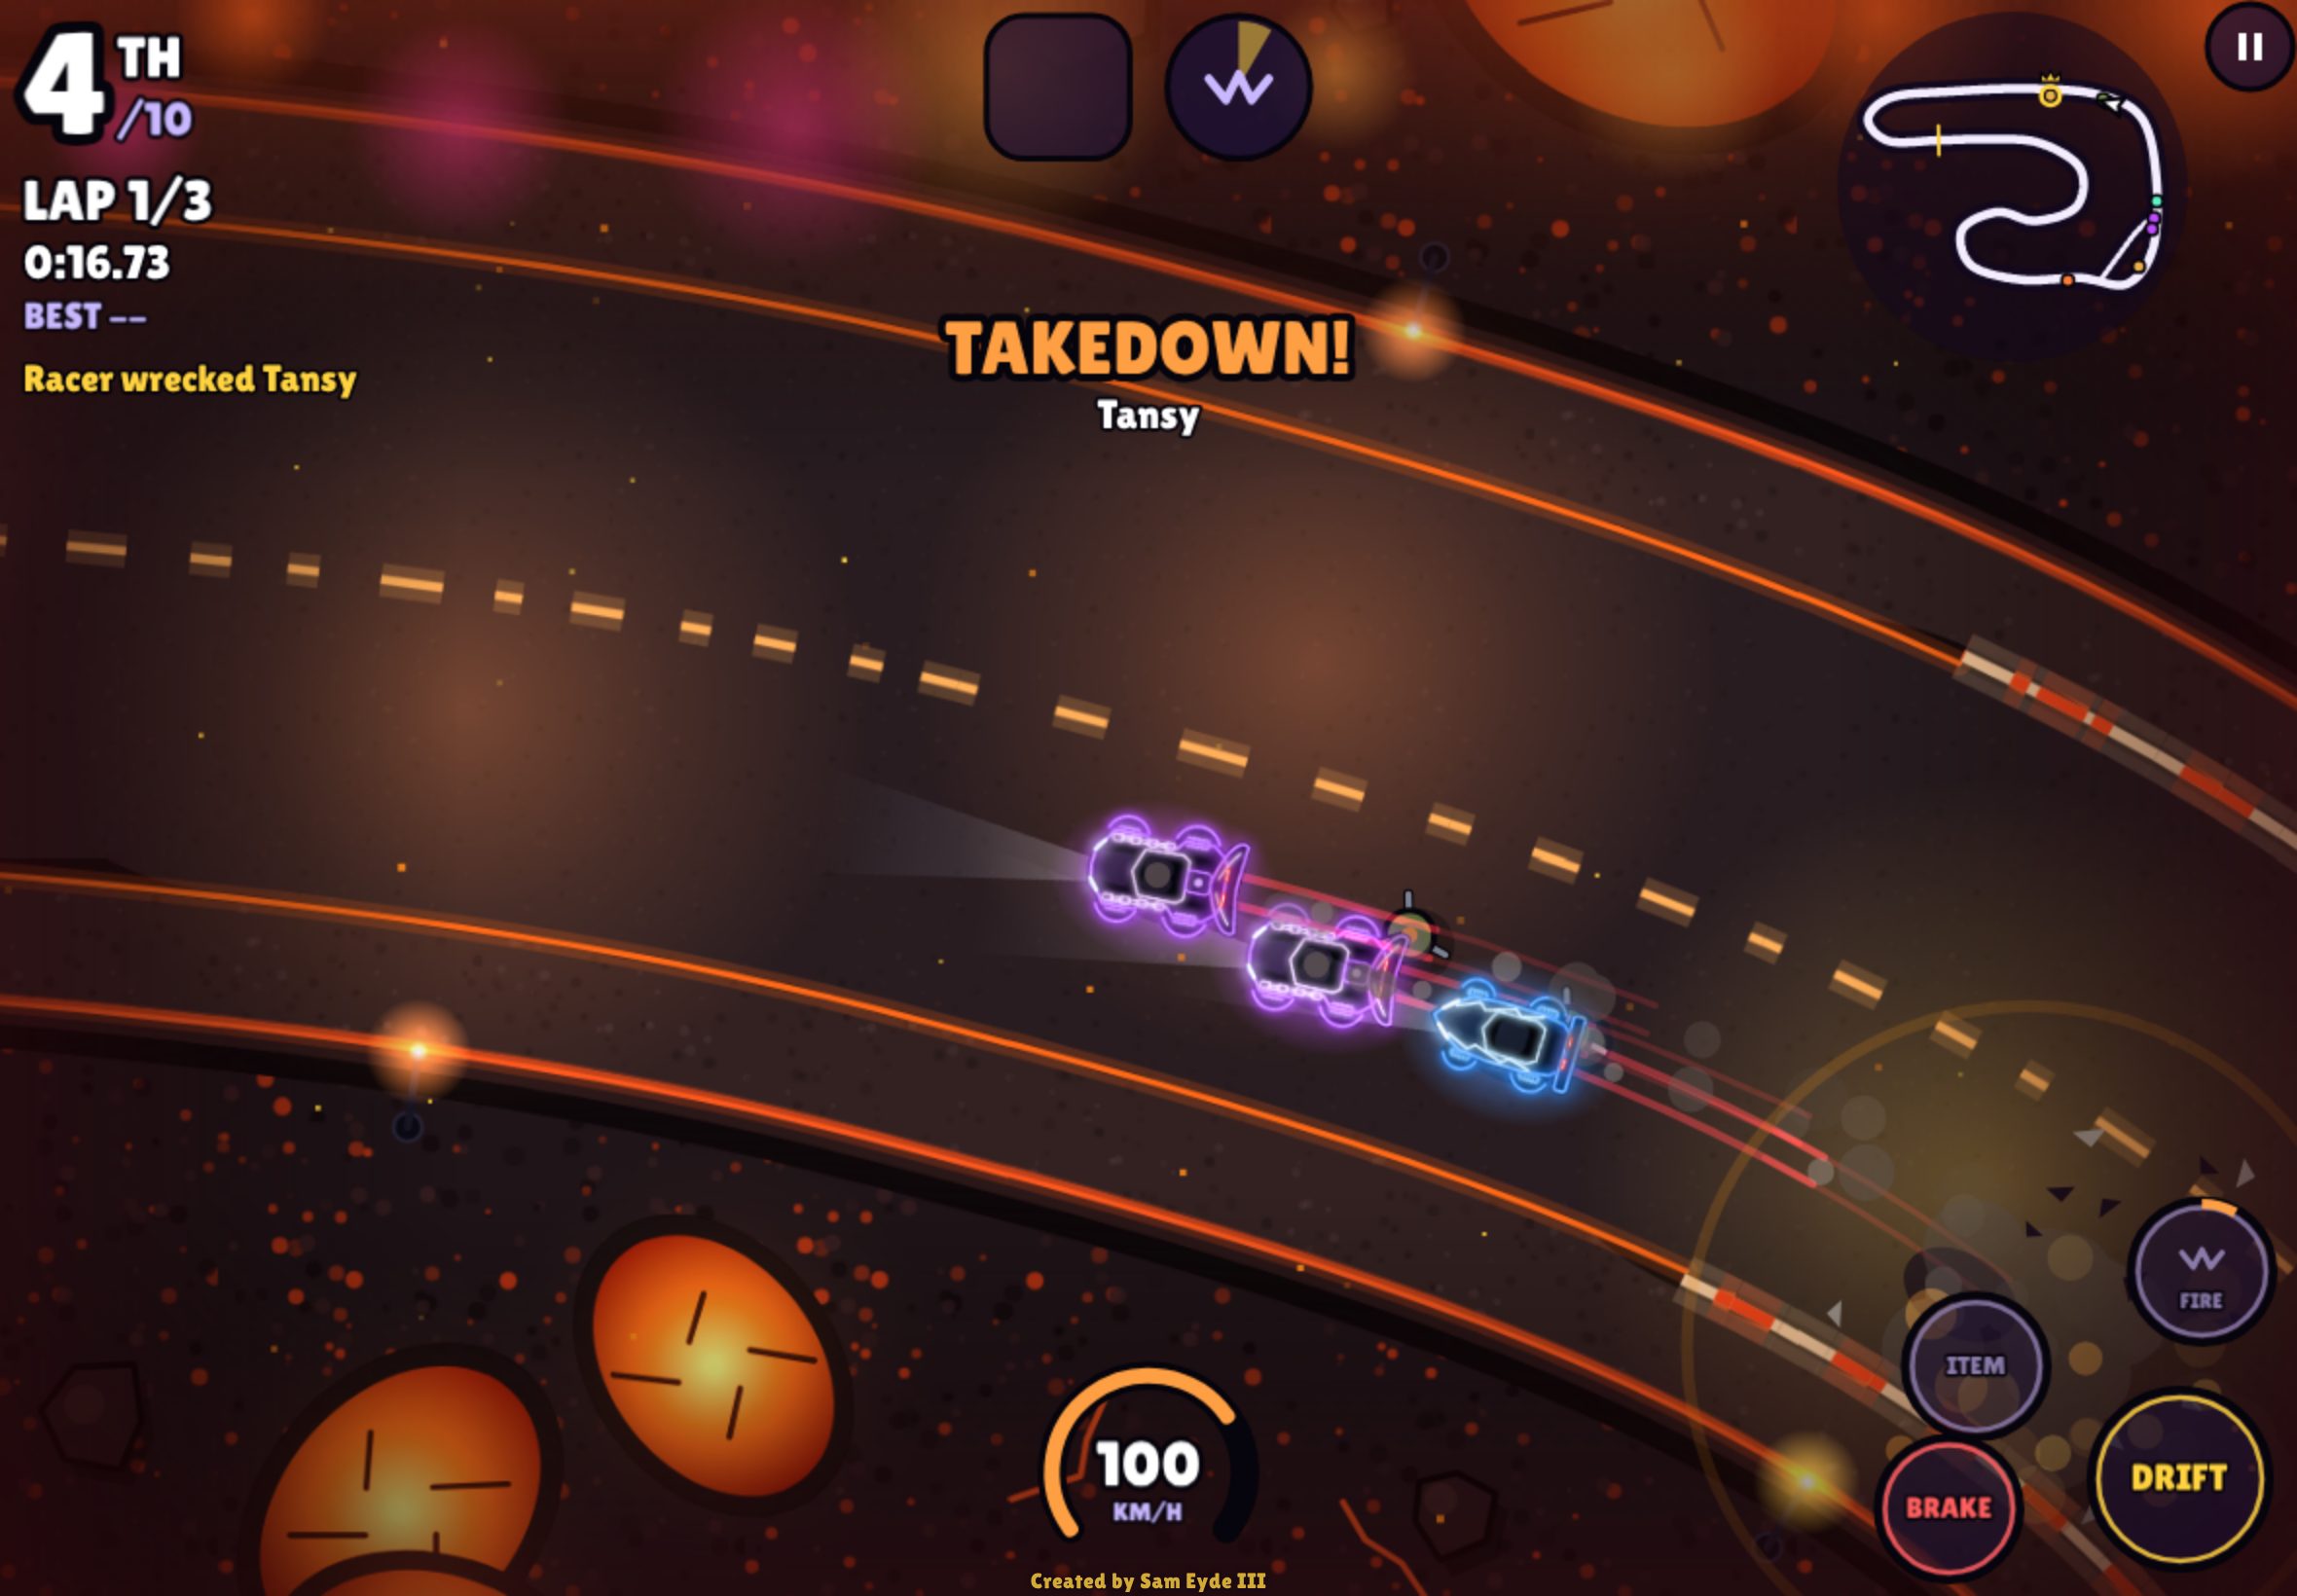 4TH
/10
LAP 1/3
0:16.73
BEST --
Racer wrecked Tansy
TAKEDOWN!
Tansy
FIRE
ITEM
DRIFT
BRAKE
100
KM/H
Created by Sam Eyde III